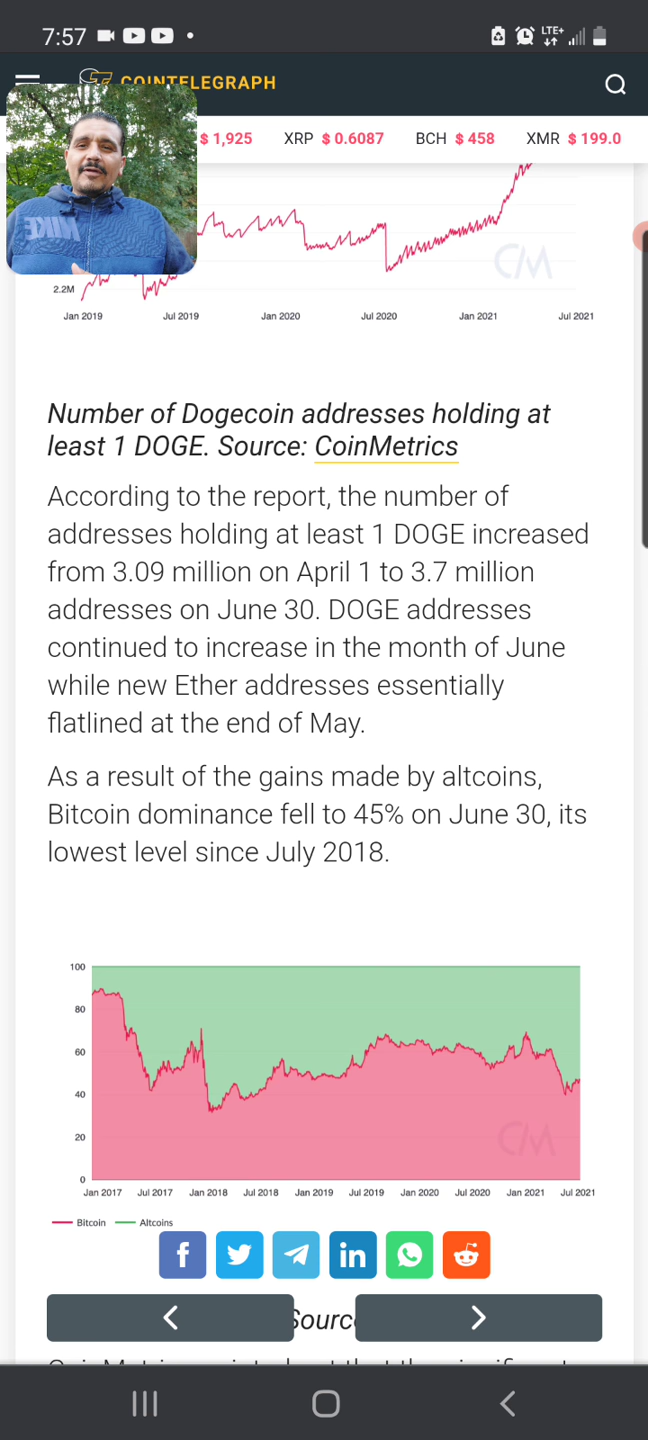 7:57
LTE+
COINTELEGRAPH
$ 1,925 XRP $ 0.6087 BCH $ 458 XMR $ 199.0
CM
2.2M
Jan 2019 Jul 2019 Jan 2020 Jul 2020 Jan 2021 Jul 2021
NIKE
Number of Dogecoin addresses holding at
least 1 DOGE. Source: CoinMetrics
According to the report, the number of
addresses holding at least 1 DOGE increased
from 3.09 million on April 1 to 3.7 million
addresses on June 30. DOGE addresses
continued to increase in the month of June
while new Ether addresses essentially
flatlined at the end of May.
As a result of the gains made by altcoins,
Bitcoin dominance fell to 45% on June 30, its
lowest level since July 2018.
100
80
60
40
20
0
CM
Jan 2017 Jul 2017 Jan 2018 Jul 2018 Jan 2019 Jul 2019 Jan 2020 Jul 2020 Jan 2021 Jul 2021
Bitcoin Altcoins
f in
Sourc